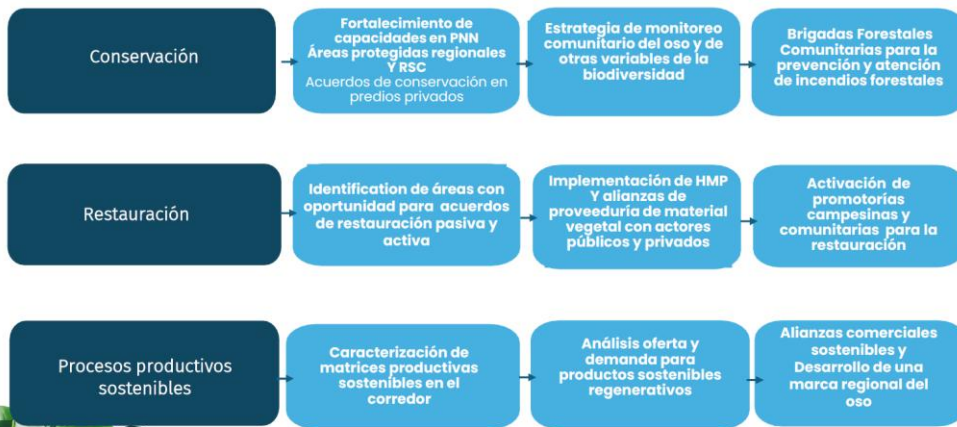 Conservación
Fortalecimiento de
capacidades en PNN
Áreas protegidas regionales
Y RSC
Acuerdos de conservación en
predios privados
Estrategia de monitoreo
comunitario del oso y de
otras variables de la
biodiversidad
Brigadas Forestales
Comunitarias para la
prevención y atención
de incendios forestales
Restauración
Identification de áreas con
oportunidad para acuerdos
de restauración pasiva y
activa
Implementación de HMP
Y alianzas de
proveeduría de material
vegetal con actores
públicos y privados
Activación de
promotorías
campesinas y
comunitarias para la
restauración
Procesos productivos
sostenibles
Caracterización de
matrices productivas
sostenibles en el
corredor
Análisis oferta y
demanda para
productos sostenibles
regenerativos
Alianzas comerciales
sostenibles y
Desarrollo de una
marca regional del
oso